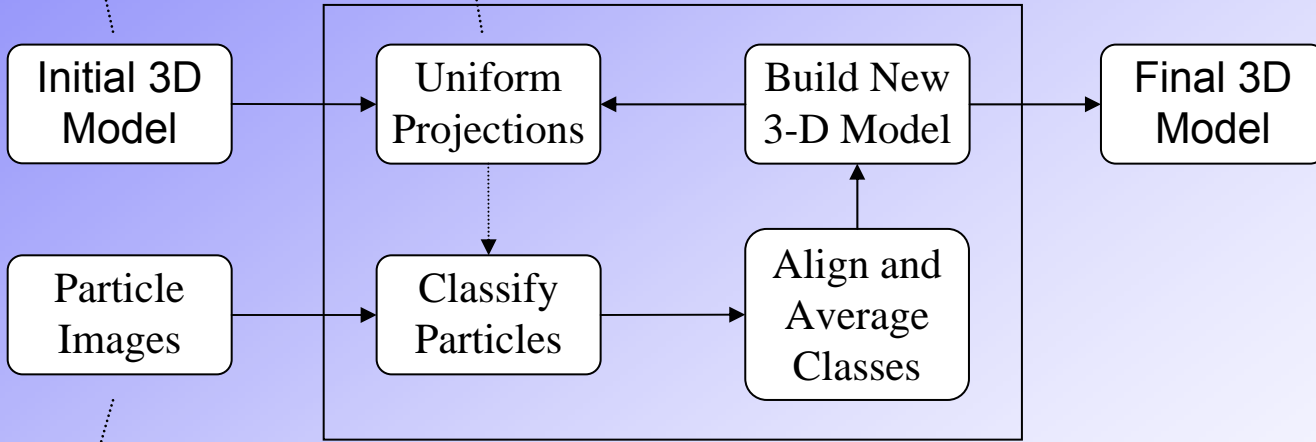 Initial 3D
Model
Uniform
Projections
Build New
3-D Model
Final 3D
Model
Particle
Images
Classify
Particles
Align and
Average
Classes